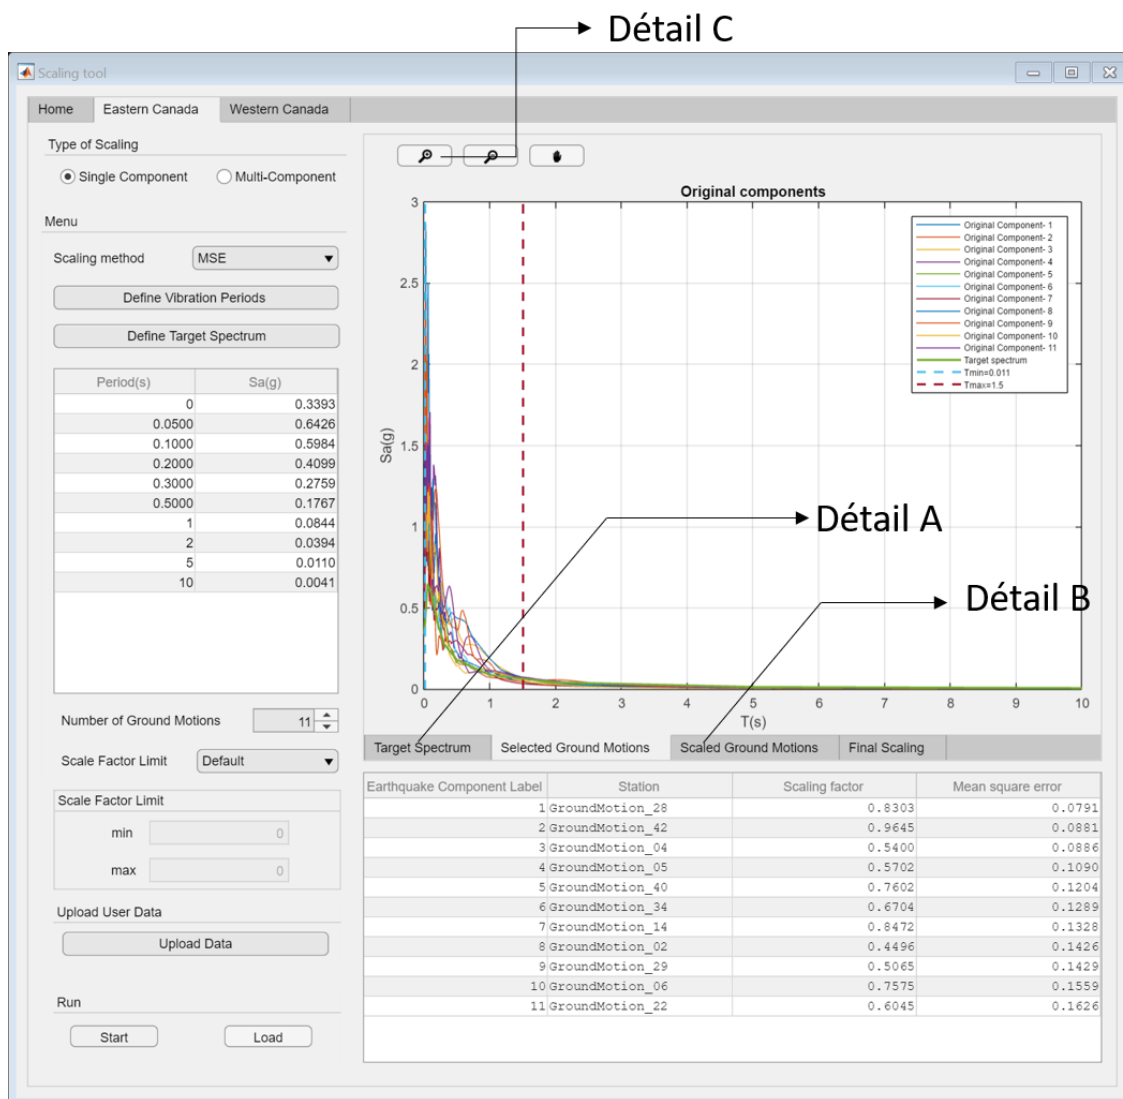 Détail C
Scaling tool
Home Eastern Canada Western Canada
Type of Scaling
Single Component Multi-Component
Menu
Scaling method MSE
Define Vibration Periods
Define Target Spectrum
Period(s) Sa(g)
0 0.3393
0.0500 0.6426
0.1000 0.5984
0.2000 0.4099
0.3000 0.2759
0.5000 0.1767
1 0.0844
2 0.0394
5 0.0110
10 0.0041
Number of Ground Motions 11
Scale Factor Limit Default
Scale Factor Limit
min 0
max 0
Upload User Data
Upload Data
Run
Start Load
Original components
3
2.5
2
1.5
1
0.5
0
Sa(g)
Original Component- 1
Original Component- 2
Original Component- 3
Original Component- 4
Original Component- 5
Original Component- 6
Original Component- 7
Original Component- 8
Original Component- 9
Original Component- 10
Original Component- 11
Target spectrum
Tmin=0.011
Tmax=1.5
Détail A
Détail B
0 1 2 3 4 5 6 7 8 9 10
T(s)
Target Spectrum Selected Ground Motions Scaled Ground Motions Final Scaling
Earthquake Component Label Station Scaling factor Mean square error
1 GroundMotion_28 0.8303 0.0791
2 GroundMotion_42 0.9645 0.0881
3 GroundMotion_04 0.5400 0.0886
4 GroundMotion_05 0.5702 0.1090
5 GroundMotion_40 0.7602 0.1204
6 GroundMotion_34 0.6704 0.1289
7 GroundMotion_14 0.8472 0.1328
8 GroundMotion_02 0.4496 0.1426
9 GroundMotion_29 0.5065 0.1429
10 GroundMotion_06 0.7575 0.1559
11 GroundMotion_22 0.6045 0.1626